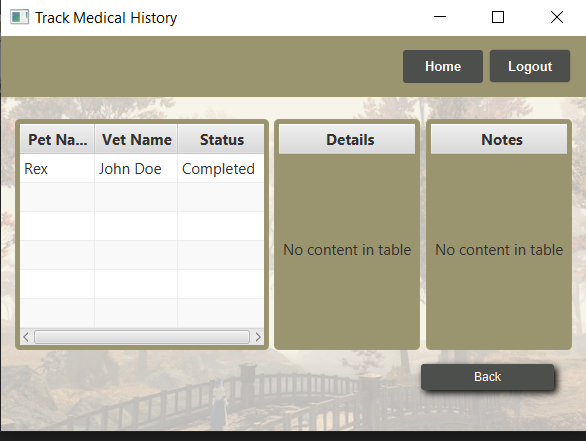 Track Medical History
Home Logout
Pet Na... Vet Name Status Details Notes
Rex John Doe Completed
No content in table No content in table
Back